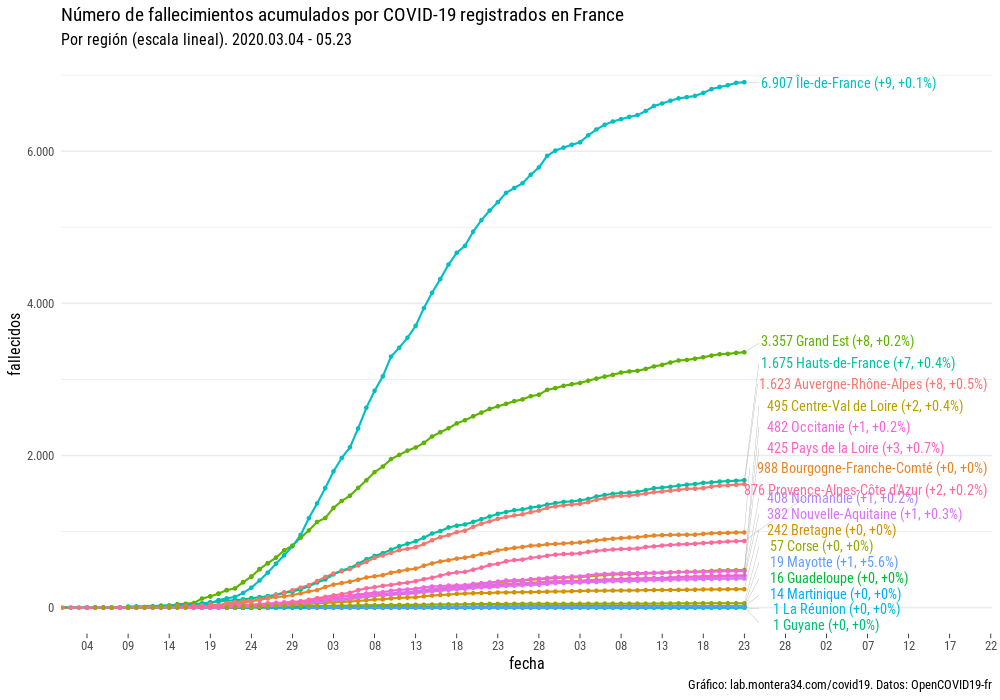 Número de fallecimientos acumulados por COVID-19 registrados en France
Por región (escala lineal). 2020.03.04 - 05.23
fallecidos
6.000
4.000
2.000
0
6.907 Île-de-France (+9, +0.1%)
3.357 Grand Est (+8, +0.2%)
1.675 Hauts-de-France (+7, +0.4%)
1.623 Auvergne-Rhône-Alpes (+8, +0.5%)
495 Centre-Val de Loire (+2, +0.4%)
482 Occitanie (+1, +0.2%)
425 Pays de la Loire (+3, +0.7%)
988 Bourgogne-Franche-Comté (+0, +0%)
876 Provence-Alpes-Côte d'Azur (+2, +0.2%)
408 Normandie (+1, +0.2%)
382 Nouvelle-Aquitaine (+1, +0.3%)
242 Bretagne (+0, +0%)
57 Corse (+0, +0%)
19 Mayotte (+1, +5.6%)
16 Guadeloupe (+0, +0%)
14 Martinique (+0, +0%)
1 La Réunion (+0, +0%)
1 Guyane (+0, +0%)
04 09 14 19 24 29 03 08 13 18 23 28 03 08 13 18 23 28 02 07 12 17 22
fecha
Gráfico: lab.montera34.com/covid19. Datos: OpenCOVID19-fr